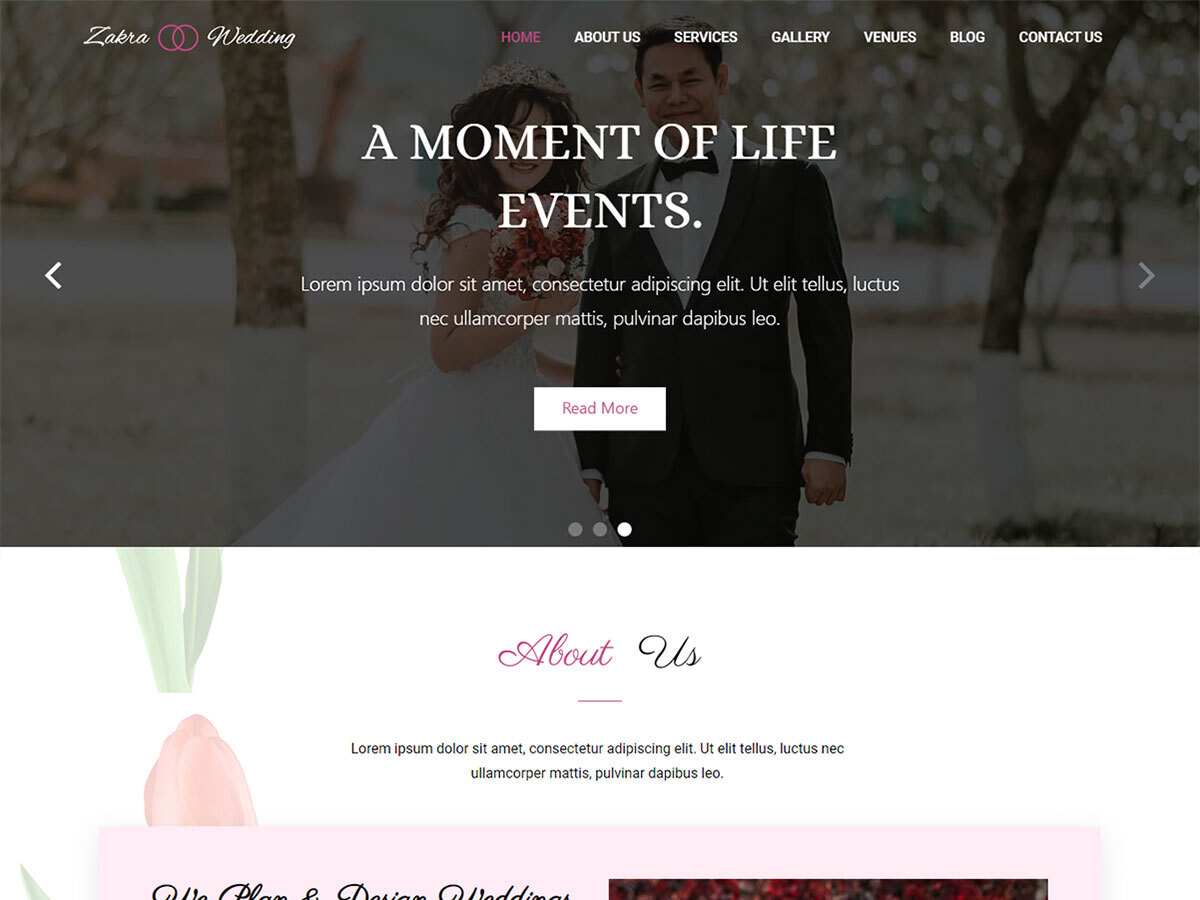 Zakra Wedding
HOME ABOUT US SERVICES GALLERY VENUES BLOG CONTACT US
A MOMENT OF LIFE
EVENTS.
Lorem ipsum dolor sit amet, consectetur adipiscing elit. Ut elit tellus, luctus
nec ullamcorper mattis, pulvinar dapibus leo.
Read More
About Us
Lorem ipsum dolor sit amet, consectetur adipiscing elit. Ut elit tellus, luctus nec
ullamcorper mattis, pulvinar dapibus leo.
We Plan & Design Weddings